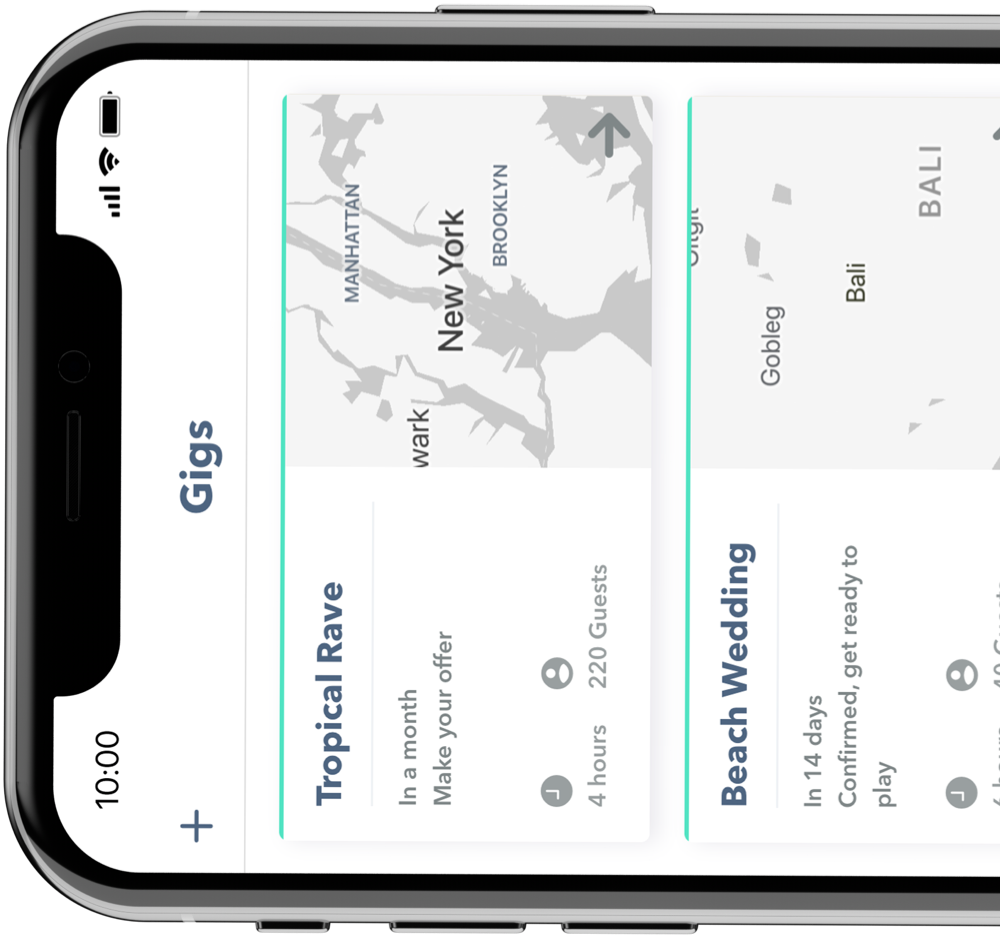 10:00
Gigs
Tropical Rave
In a month
Make your offer
4 hours
220 Guests
MANHATTAN
wark
New York
BROOKLYN
Beach Wedding
In 14 days
Confirmed, get ready to
play
Gobleg
Bali
BALI